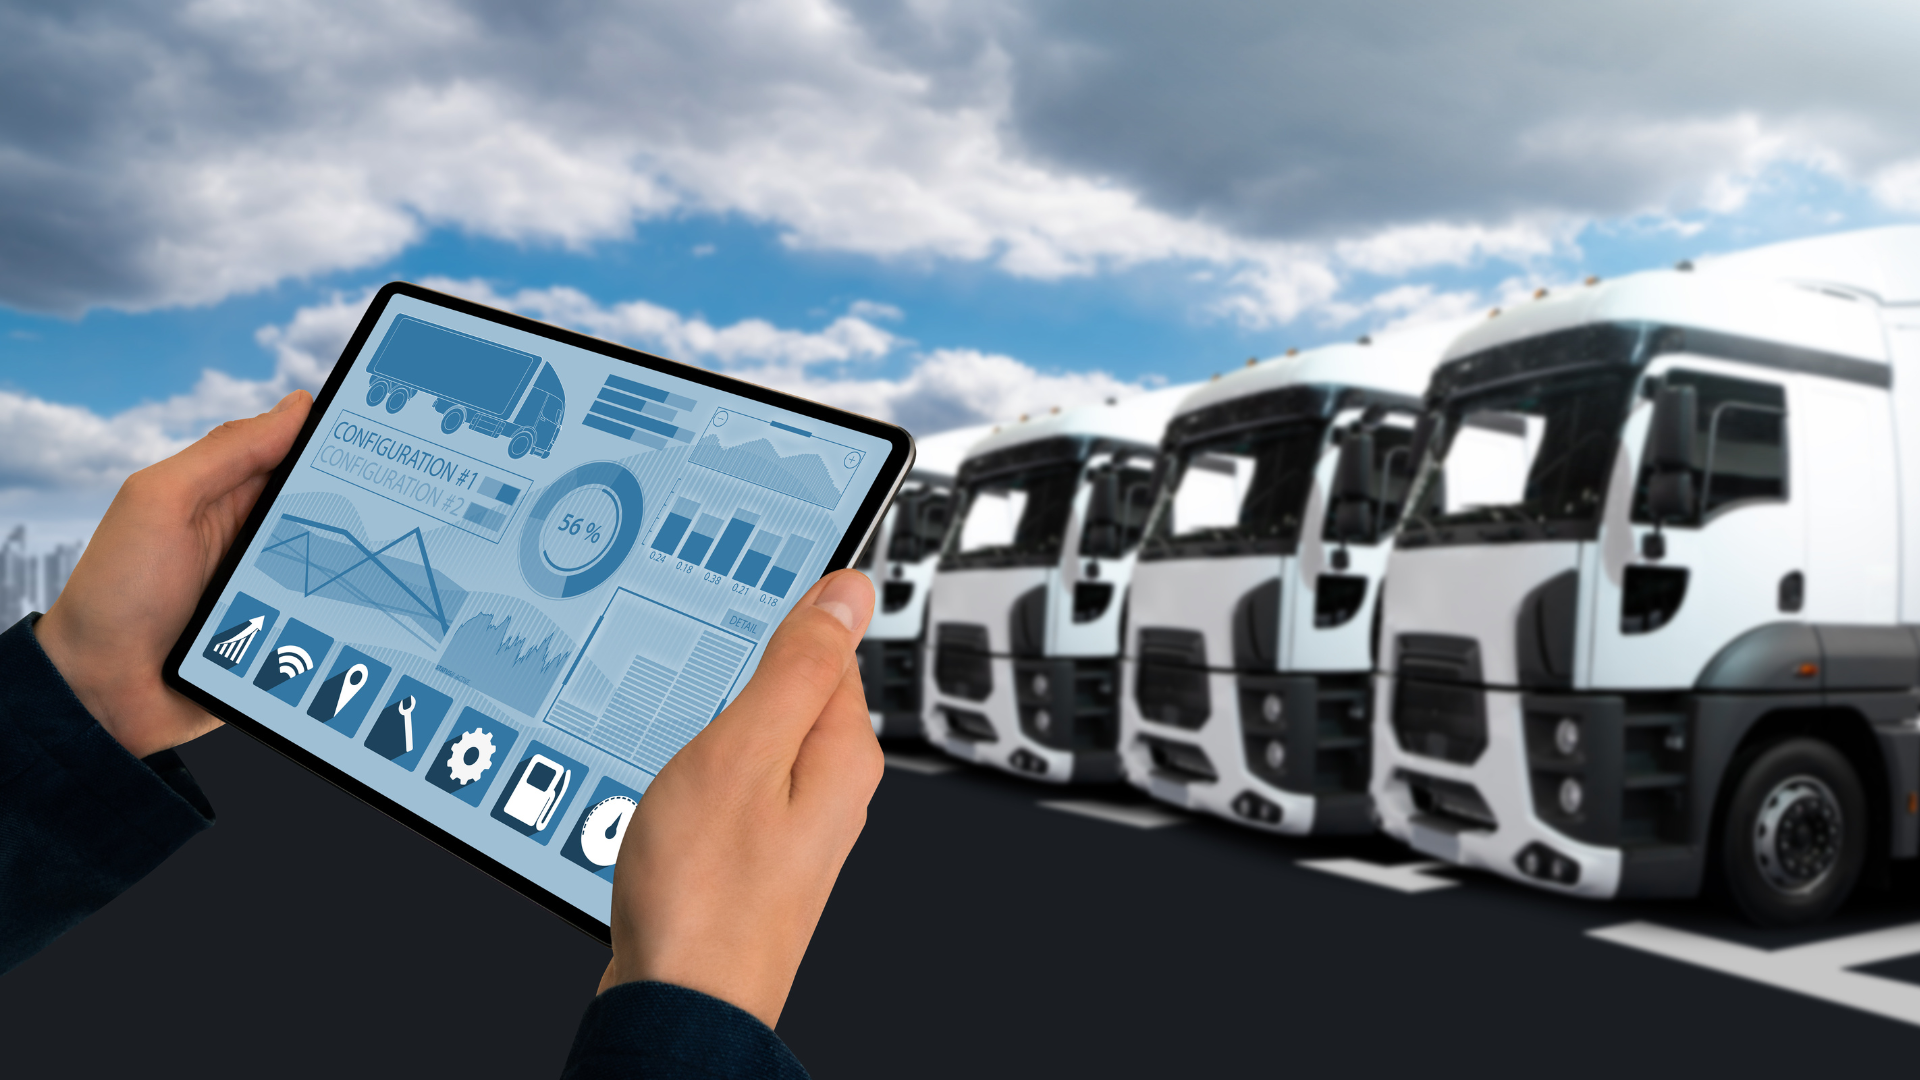 CONFIGURATION #1
CONFIGURATION #2
56 %
0.24
0.18
0.38
0.21
0.18
DETAIL